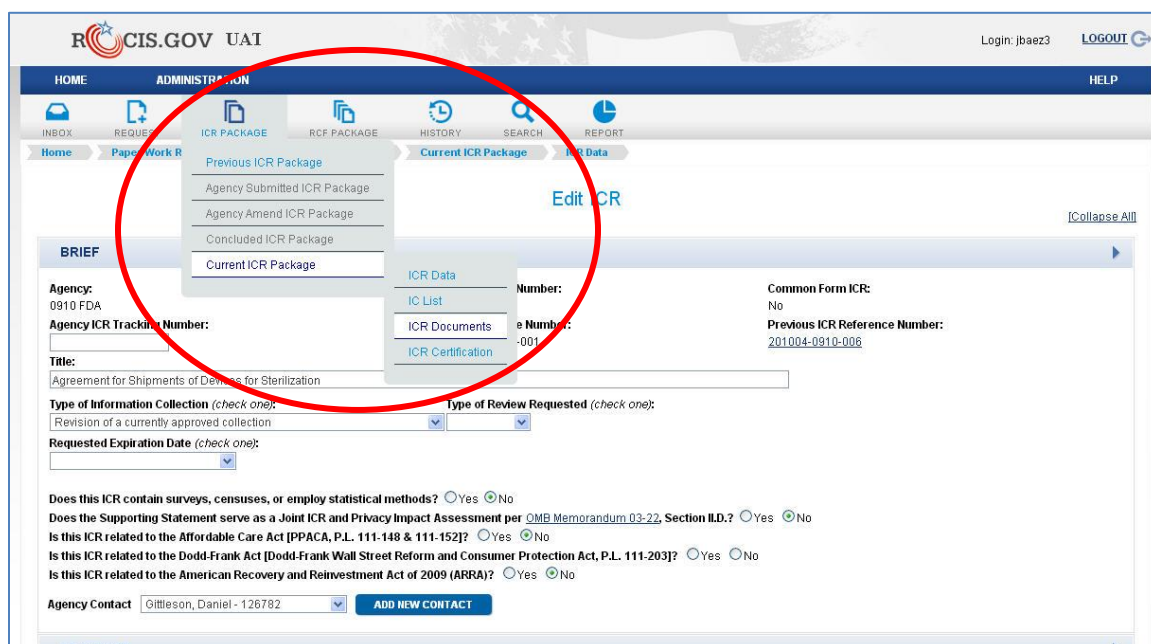 ROCIS.GOV UAT
Login: jbaez3 LOGOUT
HOME ADMINISTRATION HELP
INBOX REQUEST ICR PACKAGE RCF PACKAGE HISTORY SEARCH REPORT
Home Paper Work R Current ICR Package ICR Data
Previous ICR Package
Agency Submitted ICR Package
Agency Amend ICR Package
Concluded ICR Package
Current ICR Package
ICR Data
IC List
ICR Documents
ICR Certification
Edit ICR
[Collapse All]
BRIEF
Agency: Number: Common Form ICR:
0910 FDA No
Agency ICR Tracking Number: e Number: Previous ICR Reference Number:
-001 201004-0910-006
Title:
Agreement for Shipments of Devices for Sterilization
Type of Information Collection (check one): Type of Review Requested (check one):
Revision of a currently approved collection
Requested Expiration Date (check one):
Does this ICR contain surveys, censuses, or employ statistical methods? Yes No
Does the Supporting Statement serve as a Joint ICR and Privacy Impact Assessment per OMB Memorandum 03-22, Section II.D.? Yes No
Is this ICR related to the Affordable Care Act [PPACA, P.L. 111-148 & 111-152]? Yes No
Is this ICR related to the Dodd-Frank Act [Dodd-Frank Wall Street Reform and Consumer Protection Act, P.L. 111-203]? Yes No
Is this ICR related to the American Recovery and Reinvestment Act of 2009 (ARRA)? Yes No
Agency Contact Gittleson, Daniel - 126782 ADD NEW CONTACT